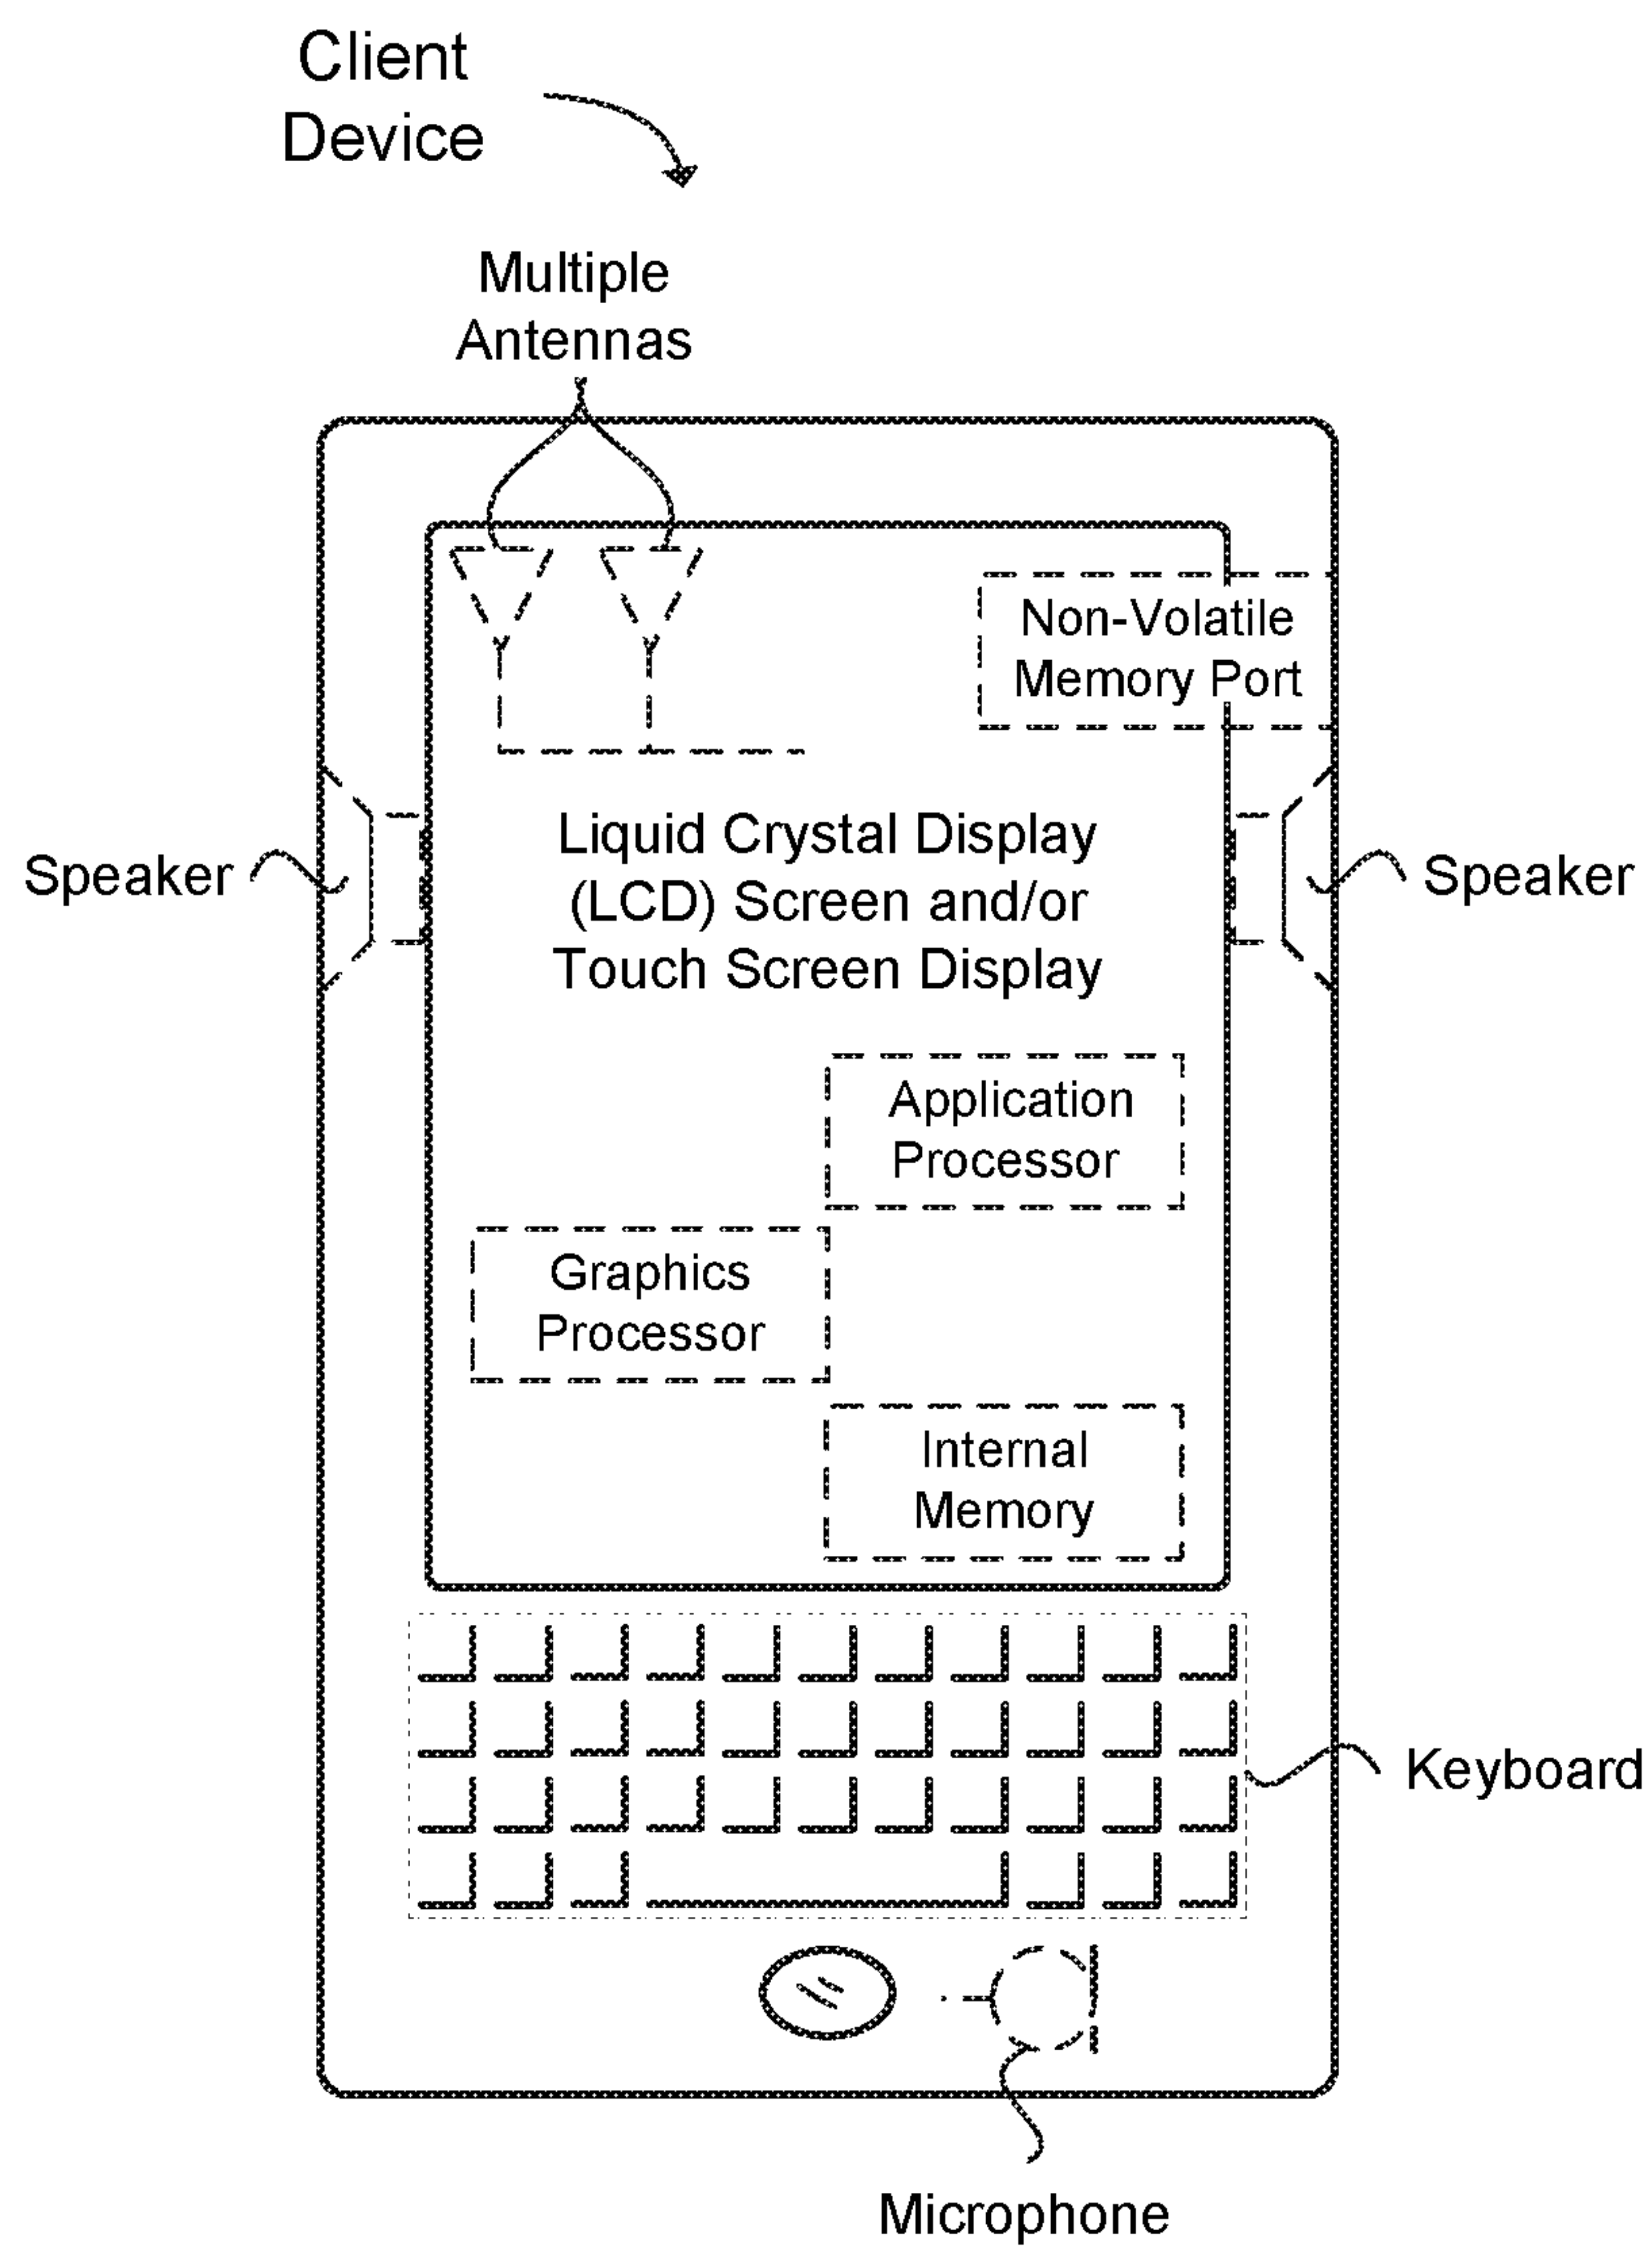 Client
Device
Multiple
Antennas
Non-Volatile
Memory Port
Speaker
Liquid Crystal Display
(LCD) Screen and/or
Touch Screen Display
Speaker
Application
Processor
Graphics
Processor
Internal
Memory
Keyboard
Microphone